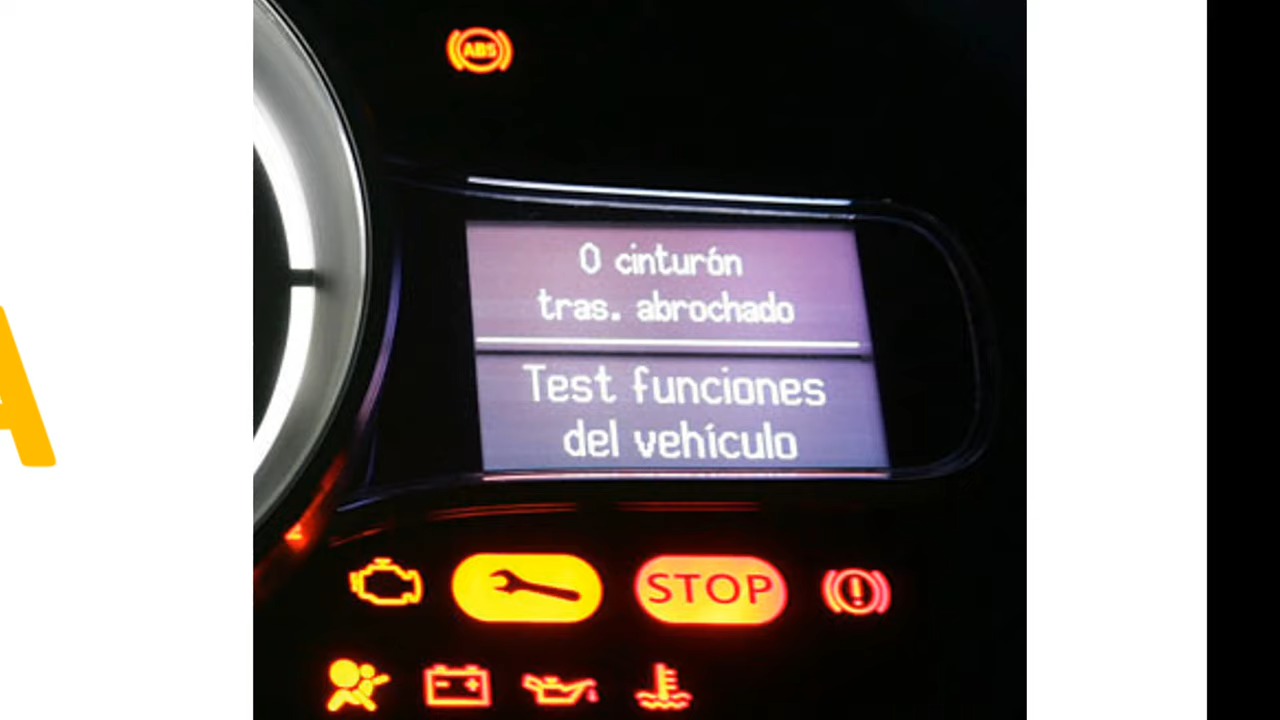 A
ABS
0 cinturón
tras. abrochado
Test funciones
del vehículo
STOP